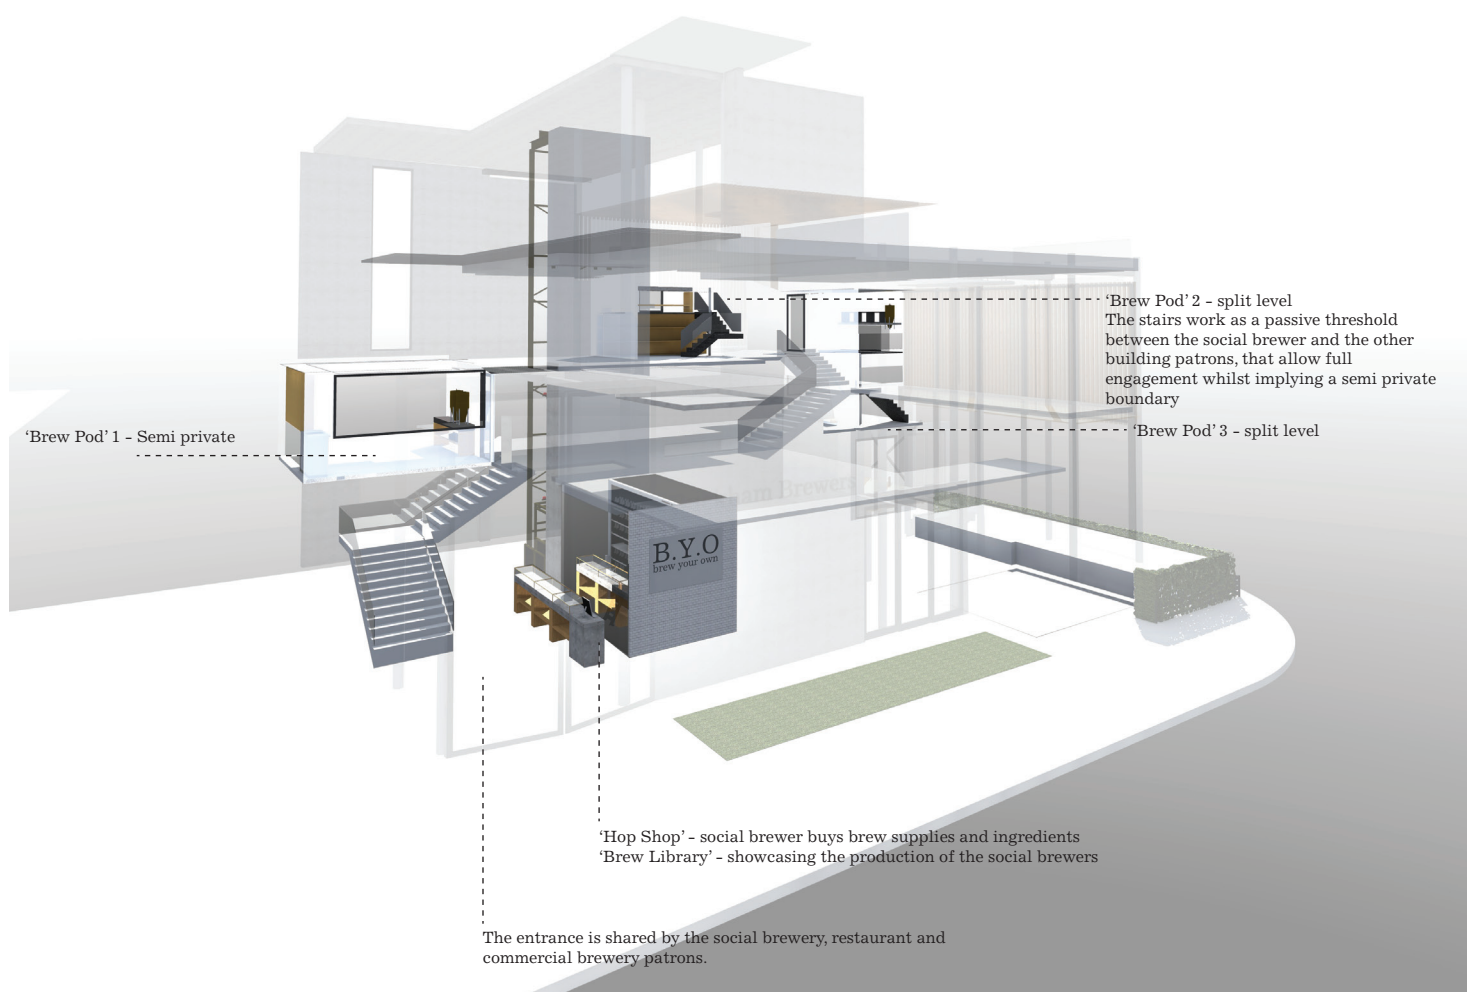 ‘Brew Pod’ 2 - split level
The stairs work as a passive threshold
between the social brewer and the other
building patrons, that allow full
engagement whilst implying a semi private
boundary
‘Brew Pod’ 1 - Semi private
‘Brew Pod’ 3 - split level
Brewers
B.Y.O
brew your own
‘Hop Shop’ - social brewer buys brew supplies and ingredients
‘Brew Library’ - showcasing the production of the social brewers
The entrance is shared by the social brewery, restaurant and
commercial brewery patrons.